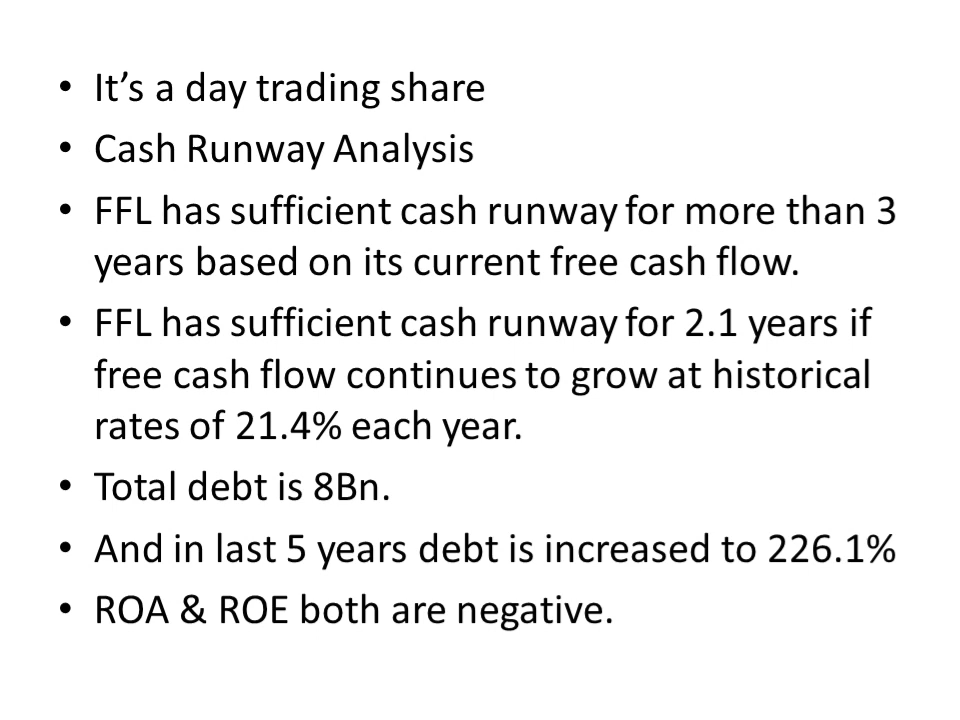 • It’s a day trading share
• Cash Runway Analysis
• FFL has sufficient cash runway for more than 3
years based on its current free cash flow.
• FFL has sufficient cash runway for 2.1 years if
free cash flow continues to grow at historical
rates of 21.4% each year.
• Total debt is 8Bn.
• And in last 5 years debt is increased to 226.1%
• ROA & ROE both are negative.